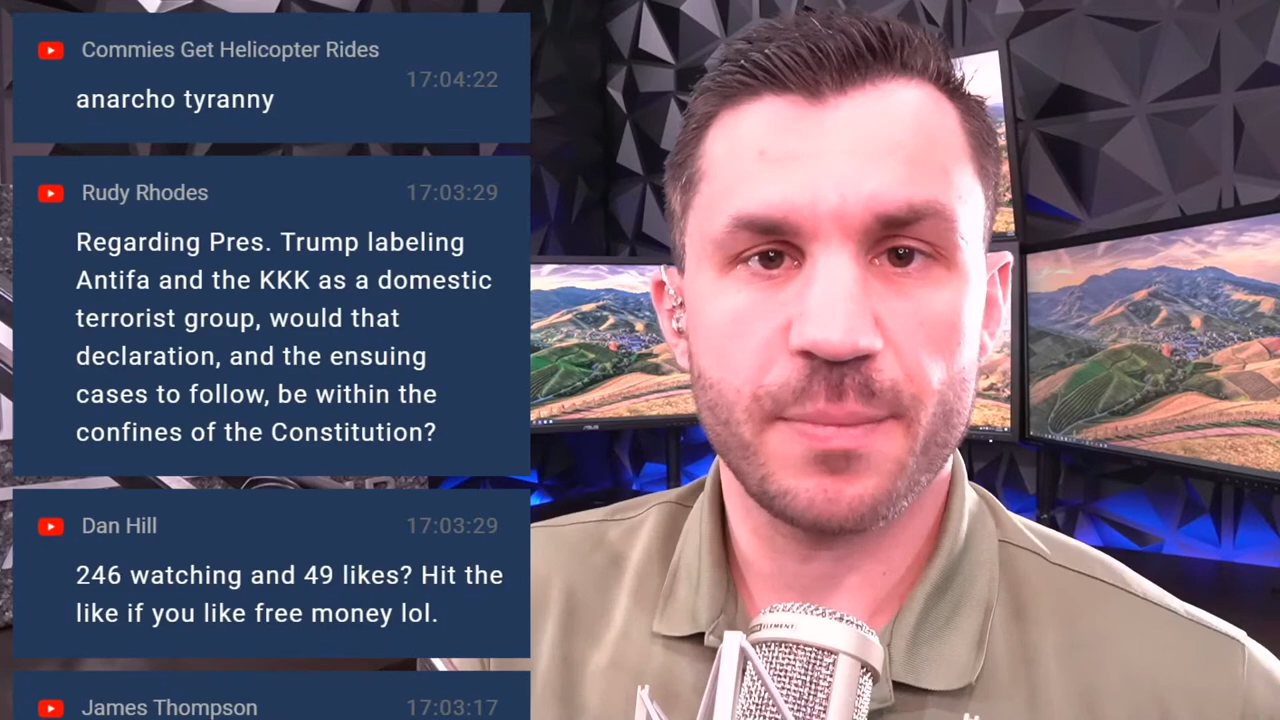 Commies Get Helicopter Rides
17:04:22
anarcho tyranny
Rudy Rhodes 17:03:29
Regarding Pres. Trump labeling
Antifa and the KKK as a domestic
terrorist group, would that
declaration, and the ensuing
cases to follow, be within the
confines of the Constitution?
Dan Hill 17:03:29
246 watching and 49 likes? Hit the
like if you like free money lol.
James Thompson 17:03:17
ASUS
ELEMENT